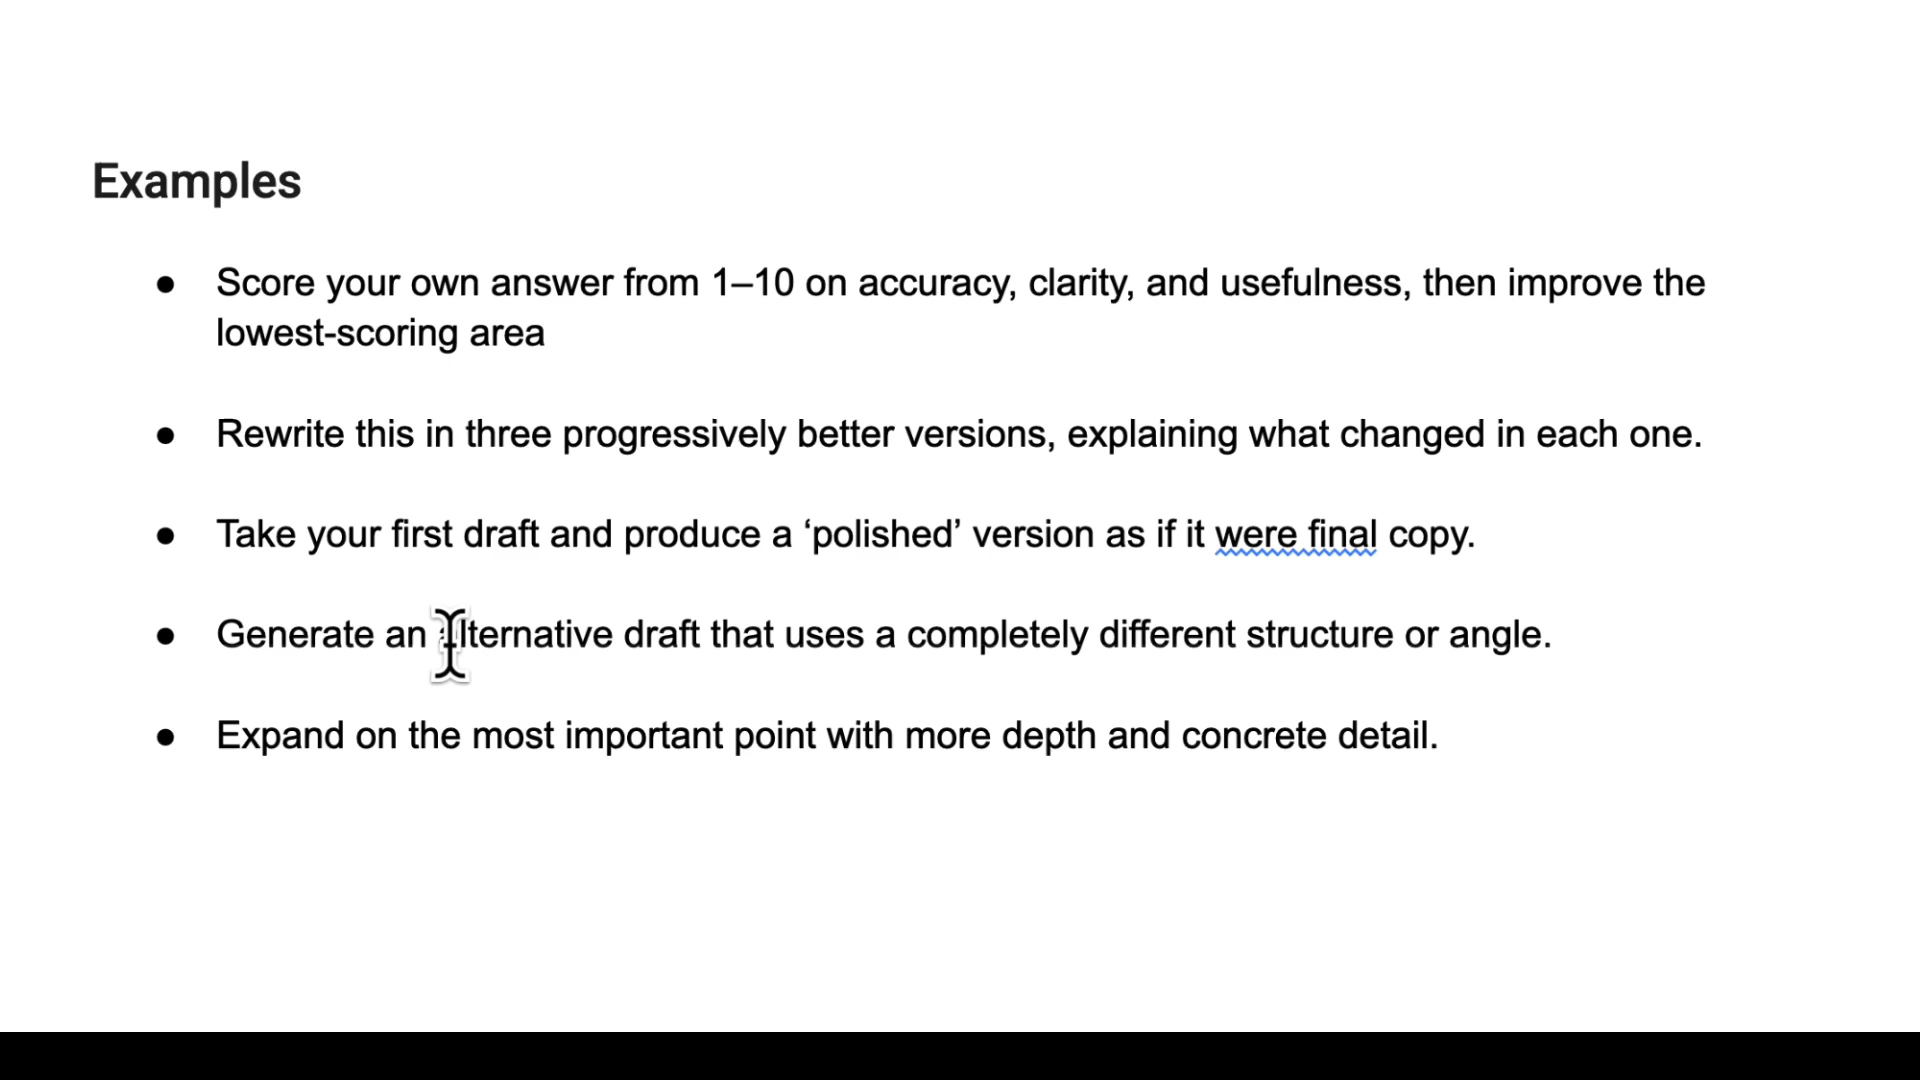 Examples
● Score your own answer from 1–10 on accuracy, clarity, and usefulness, then improve the
lowest-scoring area
● Rewrite this in three progressively better versions, explaining what changed in each one.
● Take your first draft and produce a ‘polished’ version as if it were final copy.
● Generate an alternative draft that uses a completely different structure or angle.
● Expand on the most important point with more depth and concrete detail.